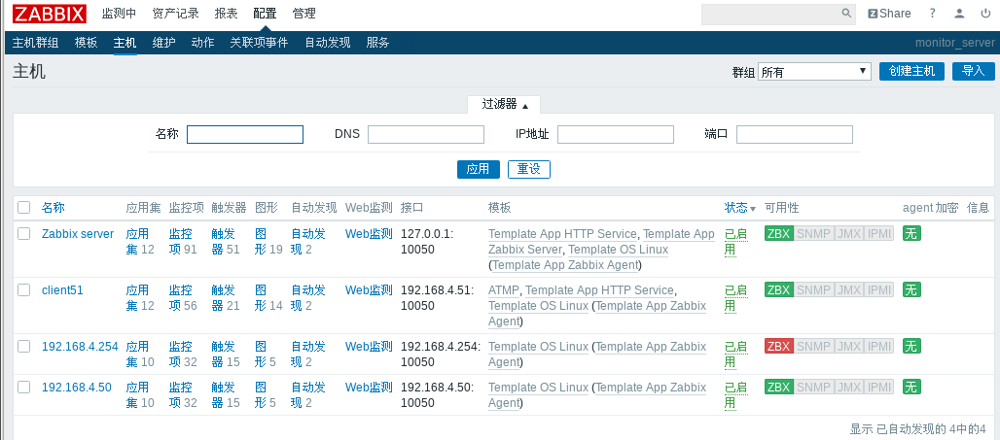 ZABBIX 监测中 资产记录 报表 配置 管理 Z Share ?
主机群组 模板 主机 维护 动作 关联项事件 自动发现 服务 monitor_server
主机 群组 所有 创建主机 导入
过滤器
名称 DNS IP地址 端口
应用 重设
名称 应用集 监控项 触发器 图形 自动发现 Web监测 接口 模板 状态 可用性 agent 加密 信息
Zabbix server 应用 监控 触发 图 自动发 Web监测 127.0.0.1: Template App HTTP Service, Template App 已启 ZBX SNMP JMX IPMI 无
集 12 项 91 器 51 形 19 现 2 10050 Zabbix Server, Template OS Linux 用
(Template App Zabbix Agent)
client51 应用 监控 触发 图 自动发 Web监测 192.168.4.51: ATMP, Template App HTTP Service, 已启 ZBX SNMP JMX IPMI 无
集 12 项 56 器 21 形 14 现 2 10050 Template OS Linux (Template App Zabbix 用
Agent)
192.168.4.254 应用 监控 触发 图 自动发 Web监测 192.168.4.254: Template OS Linux (Template App Zabbix 已启 ZBX SNMP JMX IPMI 无
集 10 项 32 器 15 形 5 现 2 10050 Agent) 用
192.168.4.50 应用 监控 触发 图 自动发 Web监测 192.168.4.50: Template OS Linux (Template App Zabbix 已启 ZBX SNMP JMX IPMI 无
集 10 项 32 器 15 形 5 现 2 10050 Agent) 用
显示 已自动发现的 4中的4